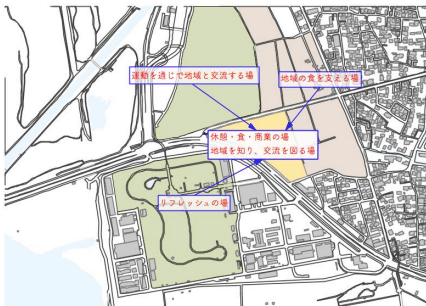 運動を通じで地域と交流する場
地域の食を支える場
休憩・食・商業の場
地域を知り、交流を図る場
リフレッシュの場